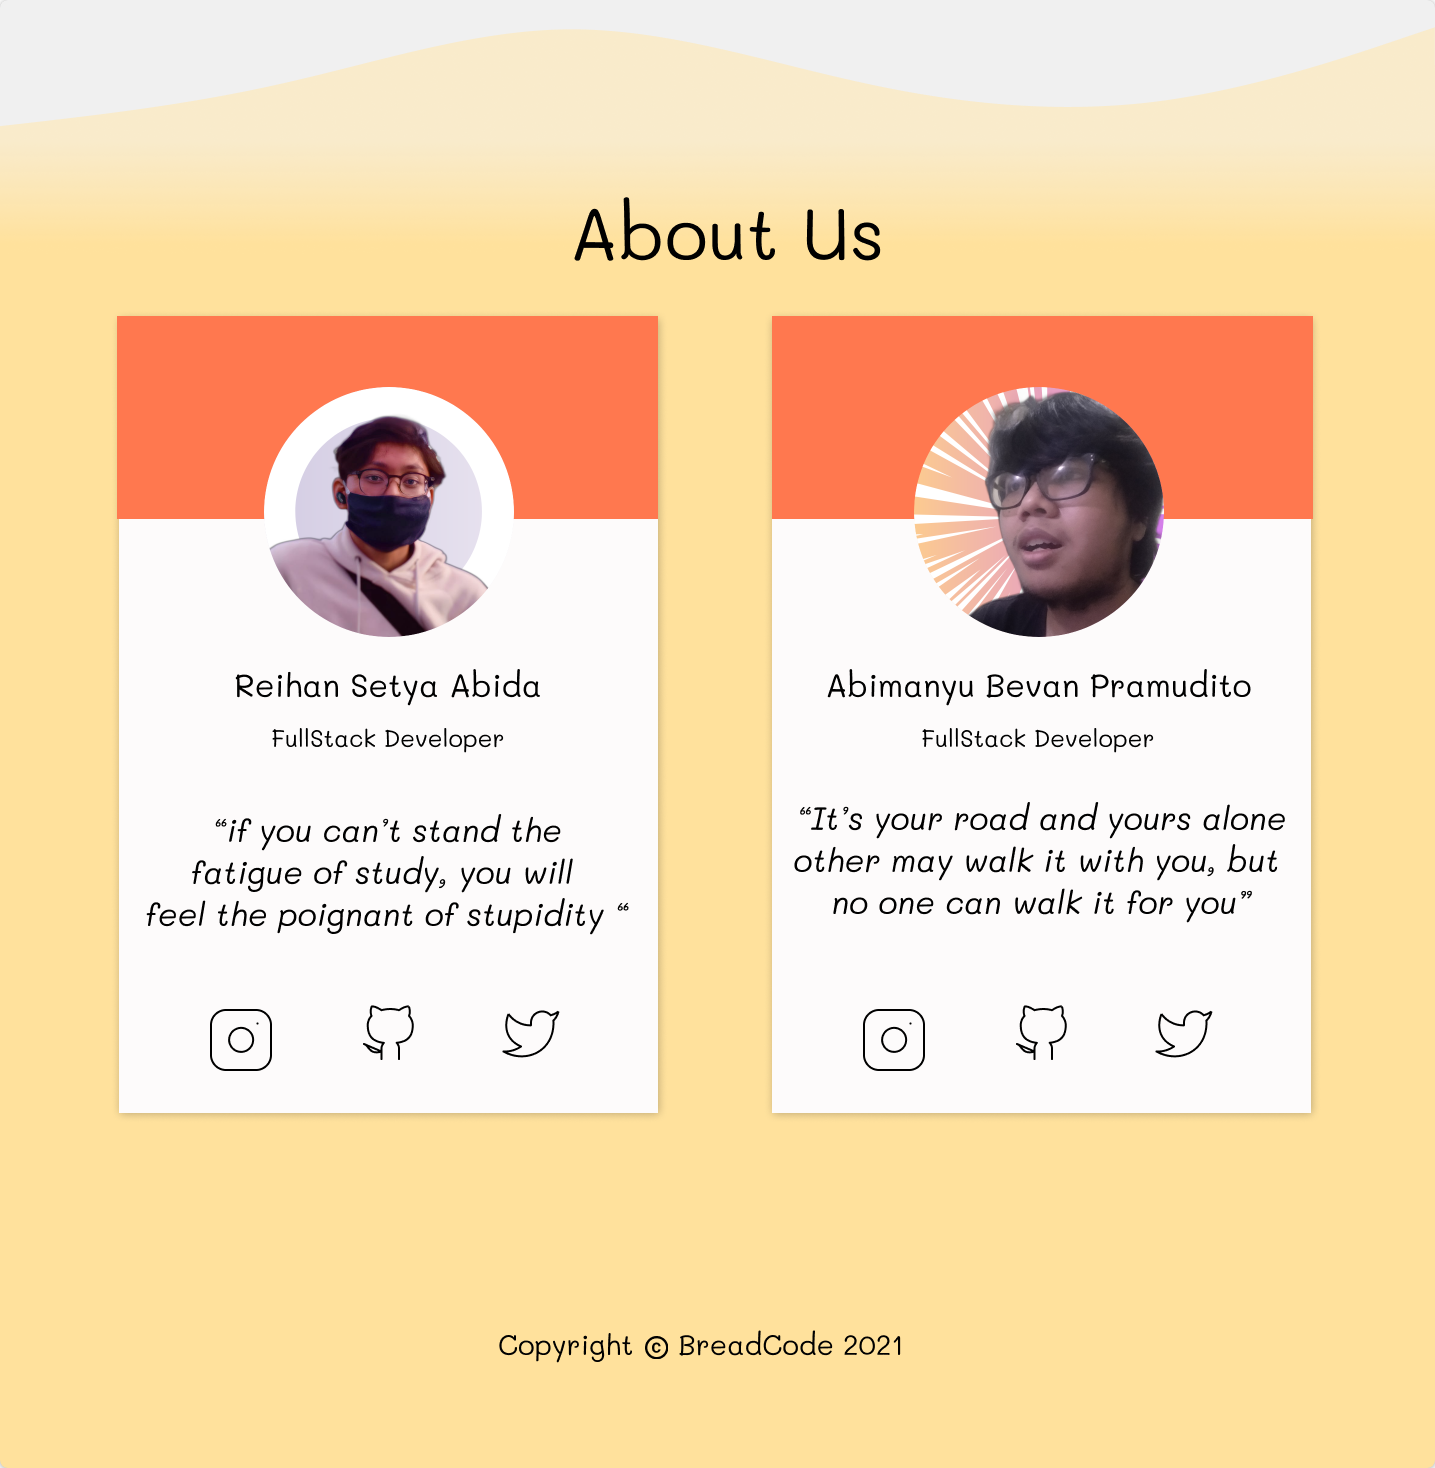 About Us
Reihan Setya Abida
FullStack Developer
“if you can’t stand the
fatigue of study, you will
feel the poignant of stupidity “
Abimanyu Bevan Pramudito
FullStack Developer
“It’s your road and yours alone
other may walk it with you, but
no one can walk it for you”
Copyright © BreadCode 2021